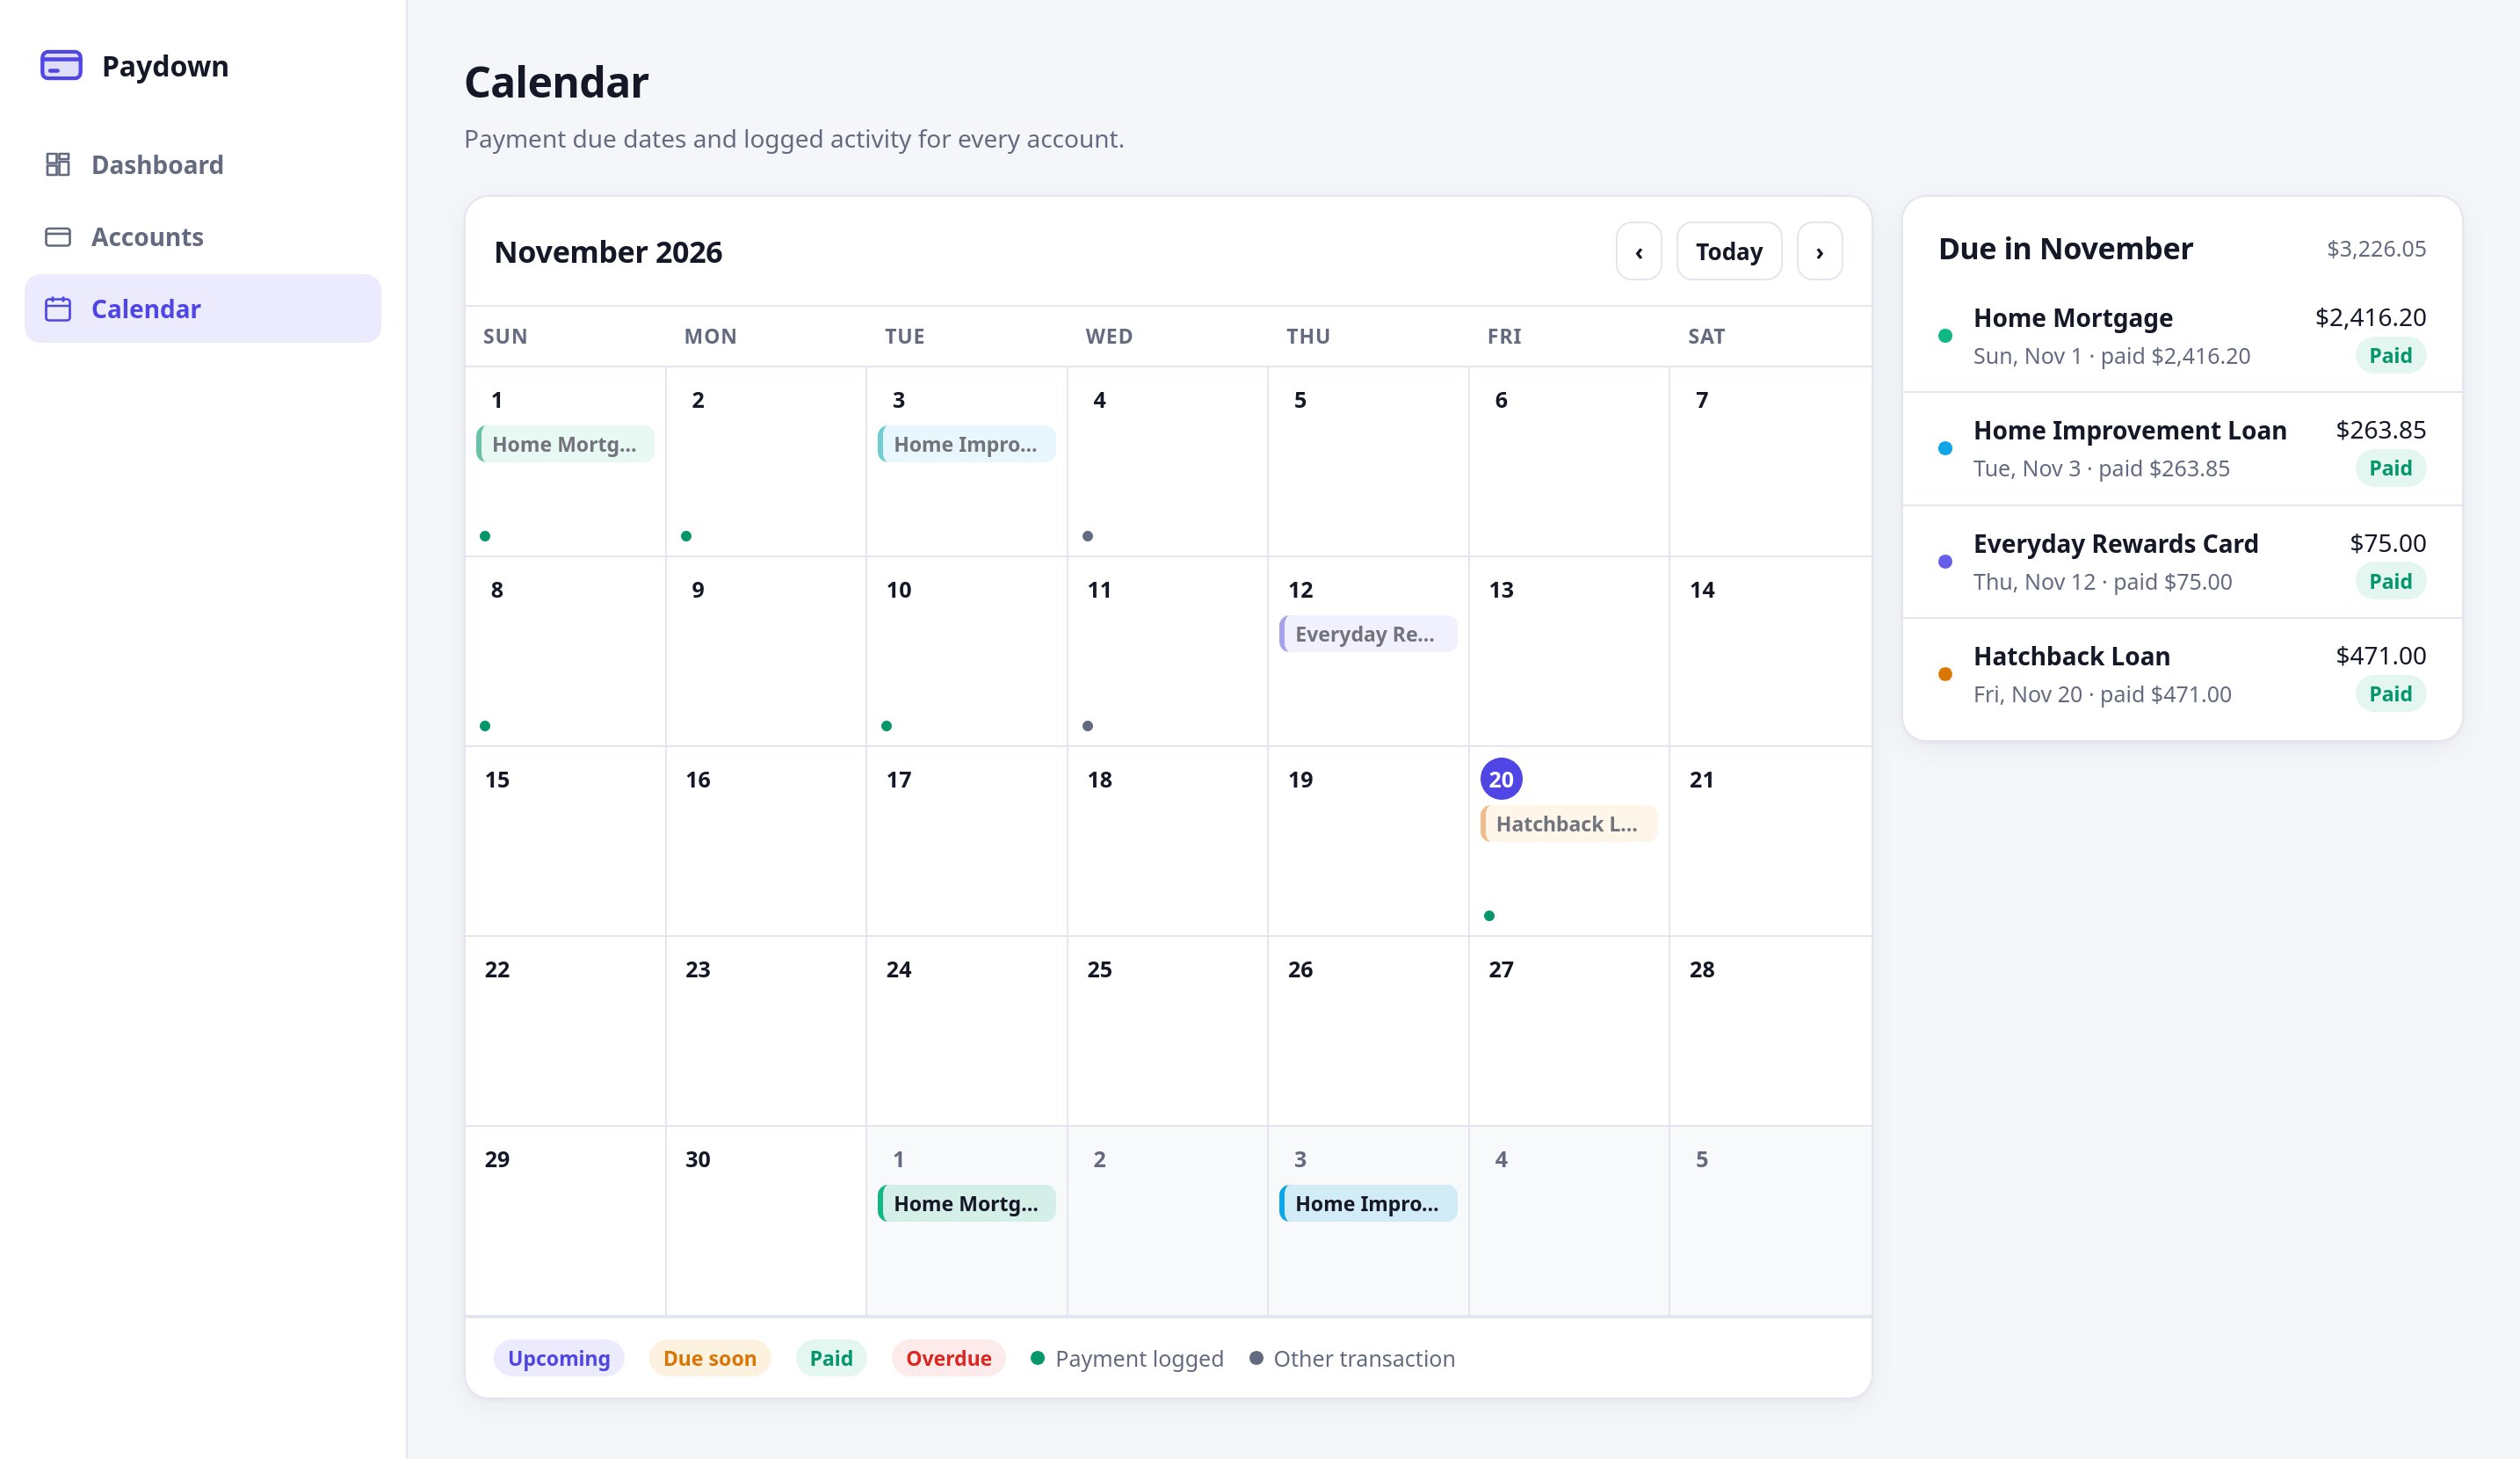 Paydown
Dashboard
Accounts
Calendar
Calendar
Payment due dates and logged activity for every account.
November 2026
‹ Today ›
SUN MON TUE WED THU FRI SAT
1 2 3 4 5 6 7
Home Mortg... Home Impro...
8 9 10 11 12 13 14
Everyday Re...
15 16 17 18 19 20 21
Hatchback L...
22 23 24 25 26 27 28
29 30 1 2 3 4 5
Home Mortg... Home Impro...
Upcoming Due soon Paid Overdue Payment logged Other transaction
Due in November $3,226.05
Home Mortgage $2,416.20
Sun, Nov 1 · paid $2,416.20 Paid
Home Improvement Loan $263.85
Tue, Nov 3 · paid $263.85 Paid
Everyday Rewards Card $75.00
Thu, Nov 12 · paid $75.00 Paid
Hatchback Loan $471.00
Fri, Nov 20 · paid $471.00 Paid